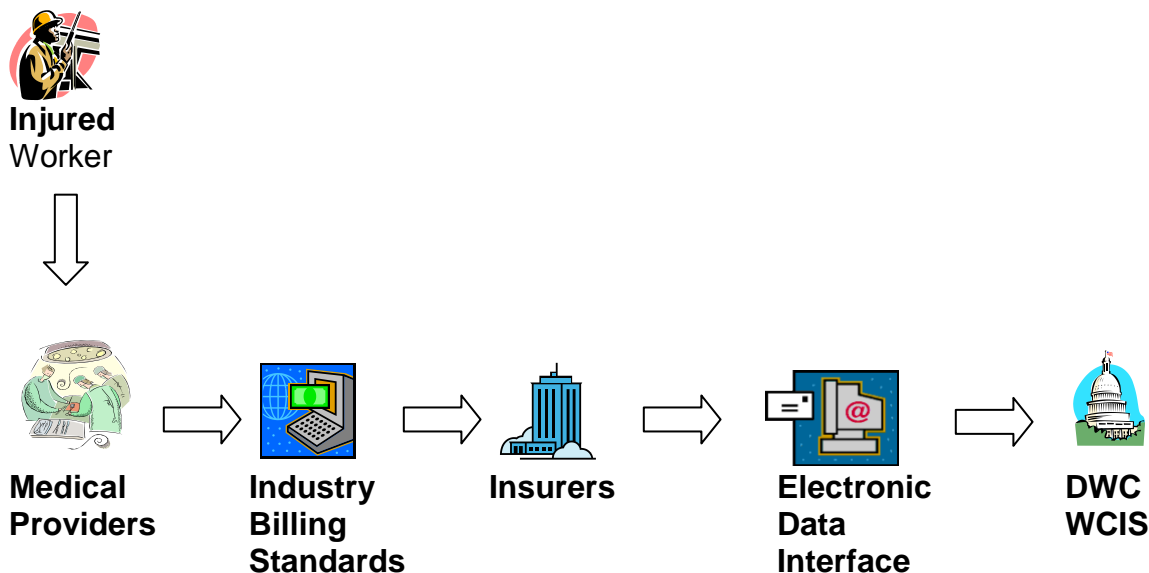 Injured
Worker
@
Medical
Providers
Industry
Billing
Standards
Insurers
Electronic
Data
Interface
DWC
WCIS